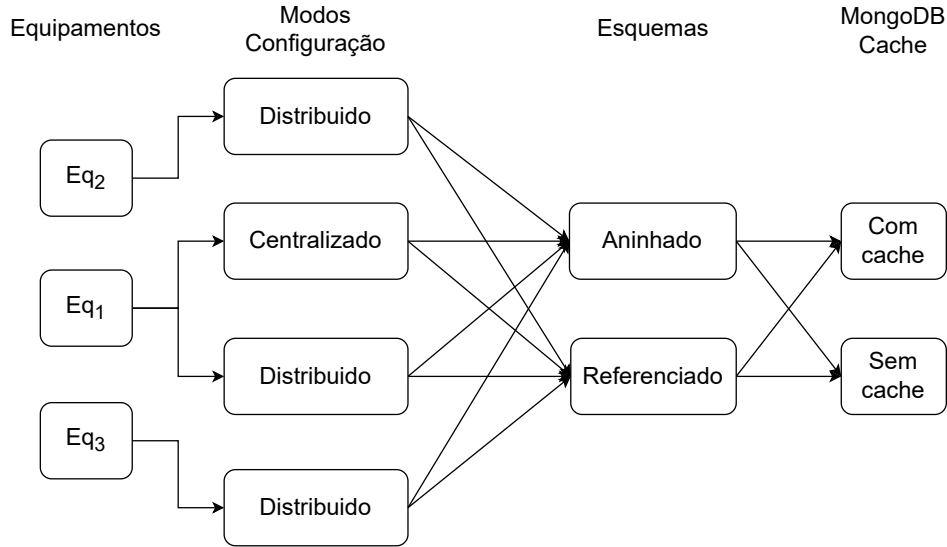 Equipamentos
Modos
Configuração
Esquemas
MongoDB
Cache
Distribuido
Eq2
Centralizado
Aninhado
Com
cache
Eq1
Distribuido
Referenciado
Sem
cache
Eq3
Distribuido